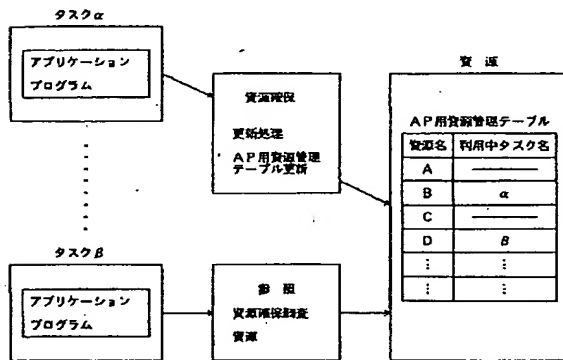 タスクα
アプリケーション
プログラム
資源確保
更新処理
AP用資源管理
テーブル更新
資源
AP用資源管理テーブル
資源名 利用中タスク名
A
B α
C
D β
タスクβ
アプリケーション
プログラム
参照
資源確保調査
資源